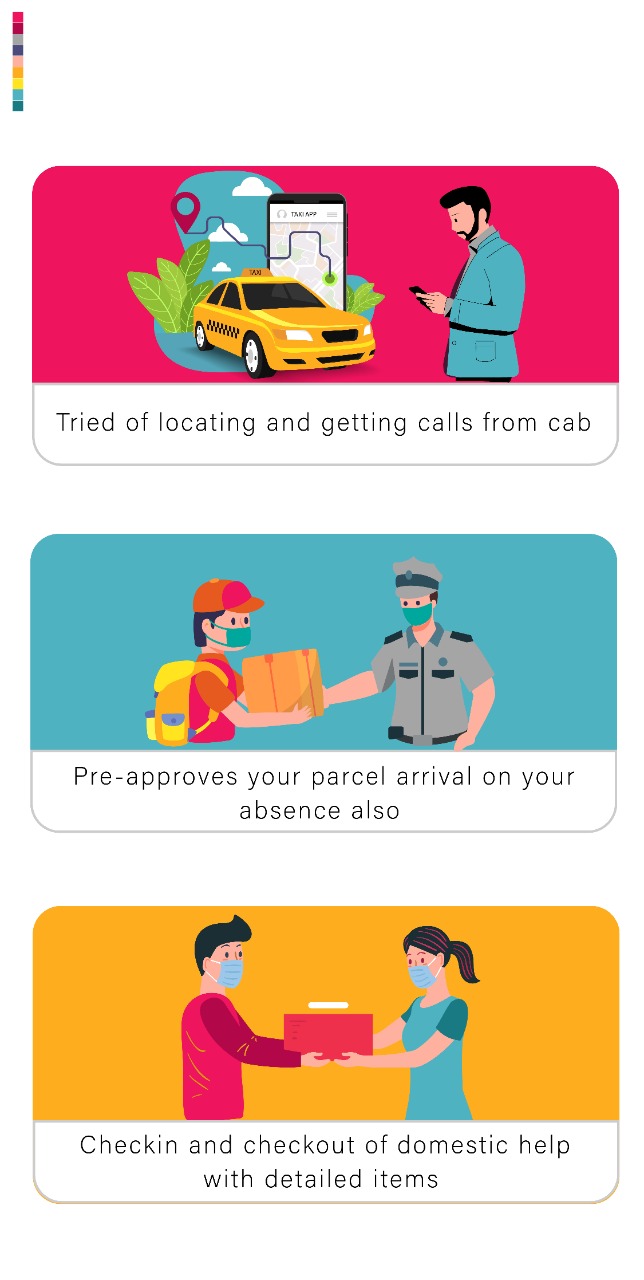 TAXI APP
TAXI
Tried of locating and getting calls from cab
Pre-approves your parcel arrival on your
absence also
Checkin and checkout of domestic help
with detailed items